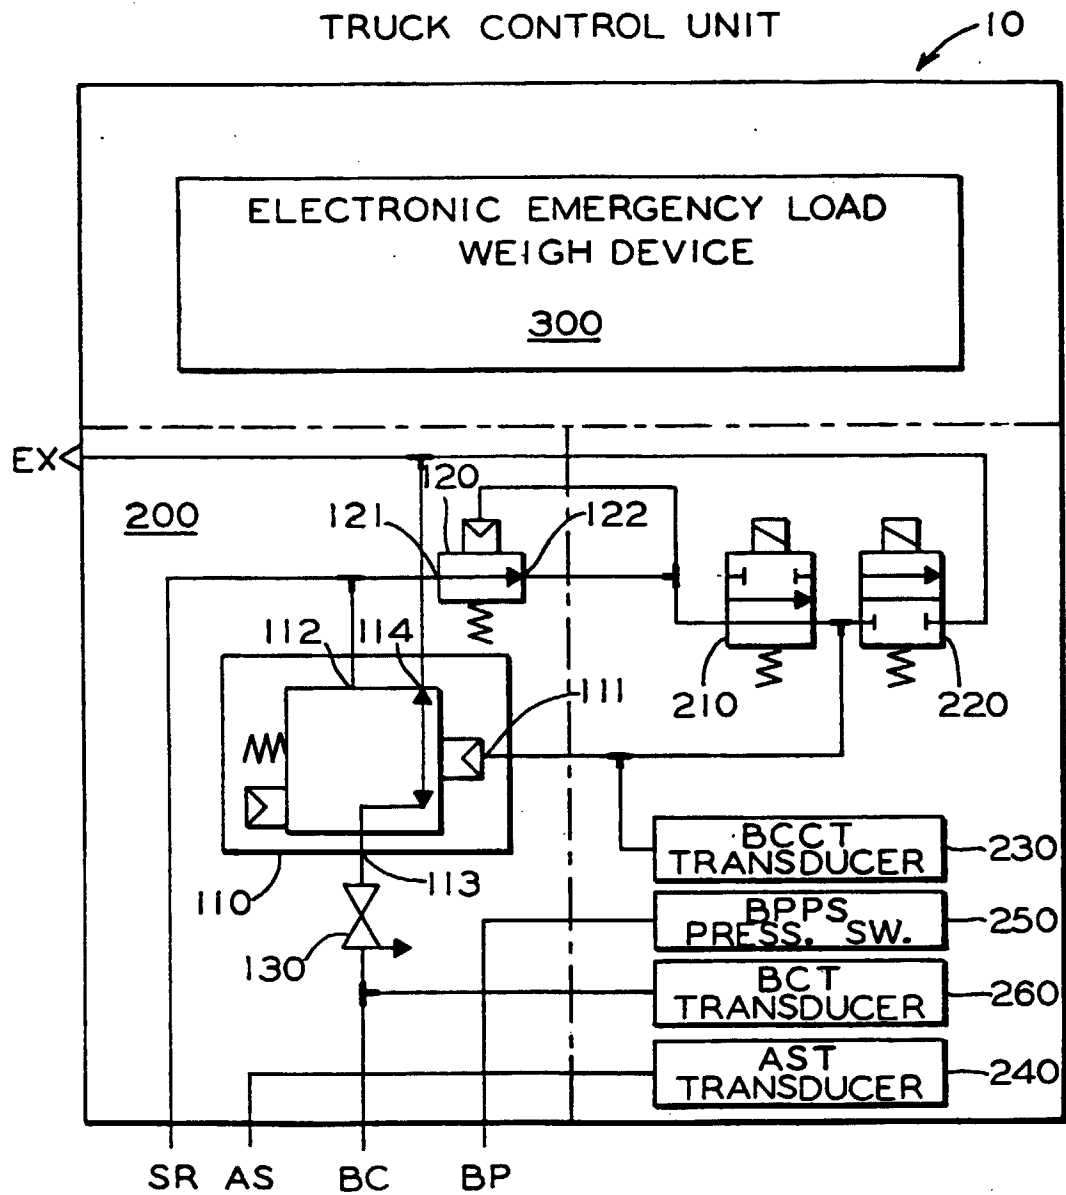 TRUCK CONTROL UNIT
10
ELECTRONIC EMERGENCY LOAD
WEIGH DEVICE
300
EX
200
120
121
122
112
114
111
210
220
110
113
130
BCCT
TRANSDUCER
230
BPPS
PRESS. SW.
250
BCT
TRANSDUCER
260
AST
TRANSDUCER
240
SR AS BC BP